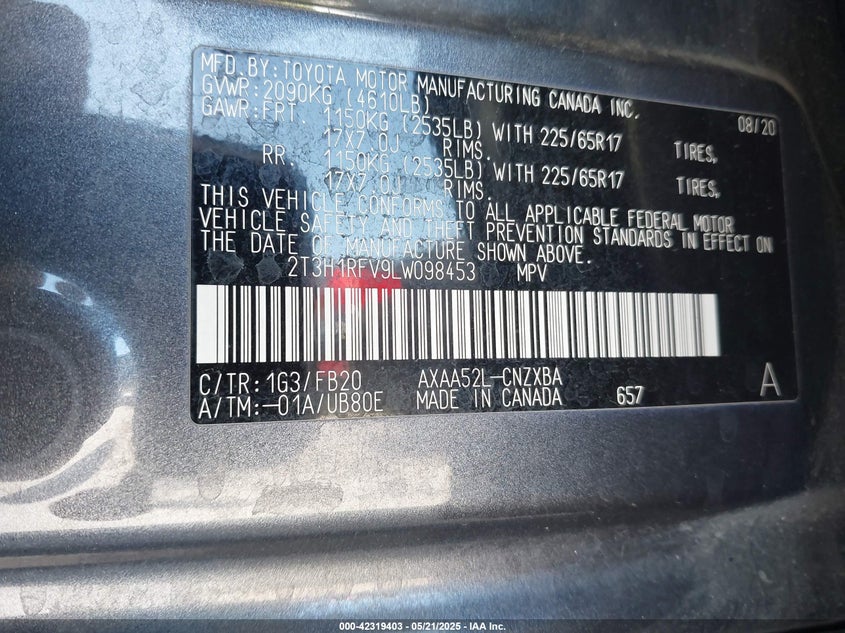 MFD. BY: TOYOTA MOTOR MANUFACTURING CANADA INC.
GVWR: 2090KG (4610LB) 08/20
GAWR: FRT. 1150KG (2535LB) WITH 225/65R17 TIRES,
17X7.0J RIMS.
RR. 1150KG (2535LB) WITH 225/65R17 TIRES,
17X7.0J RIMS.
THIS VEHICLE CONFORMS TO ALL APPLICABLE FEDERAL MOTOR
VEHICLE SAFETY AND THEFT PREVENTION STANDARDS IN EFFECT ON
THE DATE OF MANUFACTURE SHOWN ABOVE.
2T3H1RFV9LW098453 MPV
C/TR: 1G3/FB20 AXAA52L-CNZXBA A
A/TM:-01A/UB80E MADE IN CANADA 657
000-42319403 - 05/21/2025 - IAA Inc.